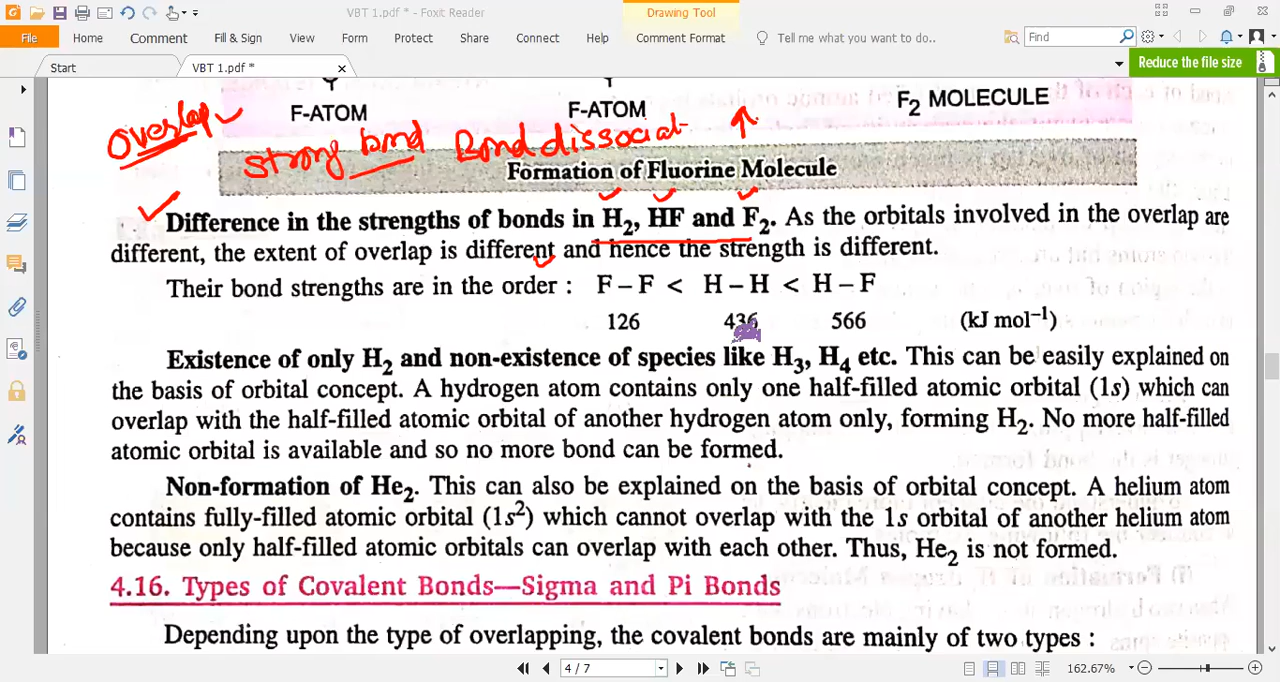 VBT 1.pdf * - Foxit Reader
Drawing Tool
File Home Comment Fill & Sign View Form Protect Share Connect Help Comment Format Tell me what you want to do.. Find
Start VBT 1.pdf * Reduce the file size
F-ATOM F-ATOM F₂ MOLECULE
Overlap
Strong bond Bond dissociat
Formation of Fluorine Molecule
Difference in the strengths of bonds in H₂, HF and F₂. As the orbitals involved in the overlap are
different, the extent of overlap is different and hence the strength is different.
Their bond strengths are in the order : F – F < H – H < H – F
126 436 566 (kJ mol⁻¹)
Existence of only H₂ and non-existence of species like H₃, H₄ etc. This can be easily explained on
the basis of orbital concept. A hydrogen atom contains only one half-filled atomic orbital (1s) which can
overlap with the half-filled atomic orbital of another hydrogen atom only, forming H₂. No more half-filled
atomic orbital is available and so no more bond can be formed.
Non-formation of He₂. This can also be explained on the basis of orbital concept. A helium atom
contains fully-filled atomic orbital (1s²) which cannot overlap with the 1s orbital of another helium atom
because only half-filled atomic orbitals can overlap with each other. Thus, He₂ is not formed.
4.16. Types of Covalent Bonds—Sigma and Pi Bonds
Depending upon the type of overlapping, the covalent bonds are mainly of two types :
4 / 7 162.67%